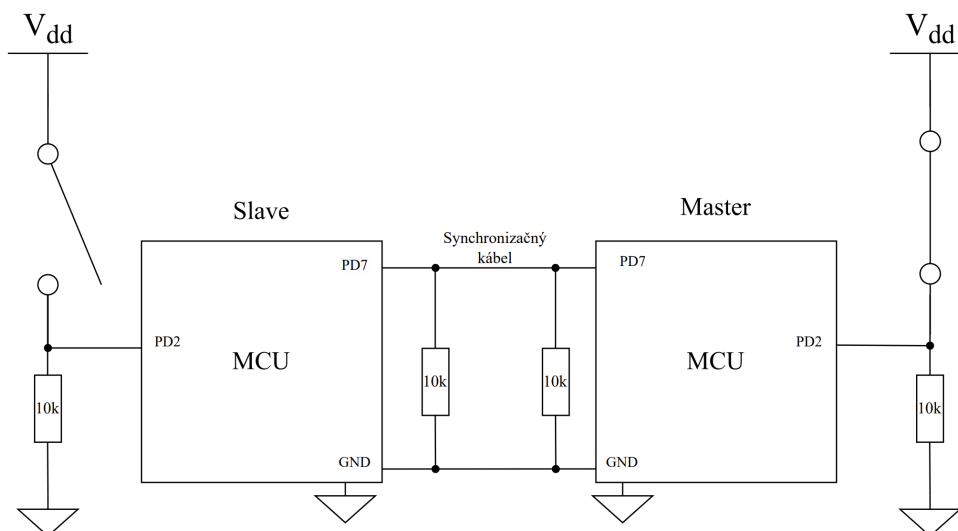 Vdd
Vdd
Slave
Master
Synchronizačný
kábel
PD7
PD7
PD2
MCU
MCU
PD2
10k
10k
10k
10k
GND
GND